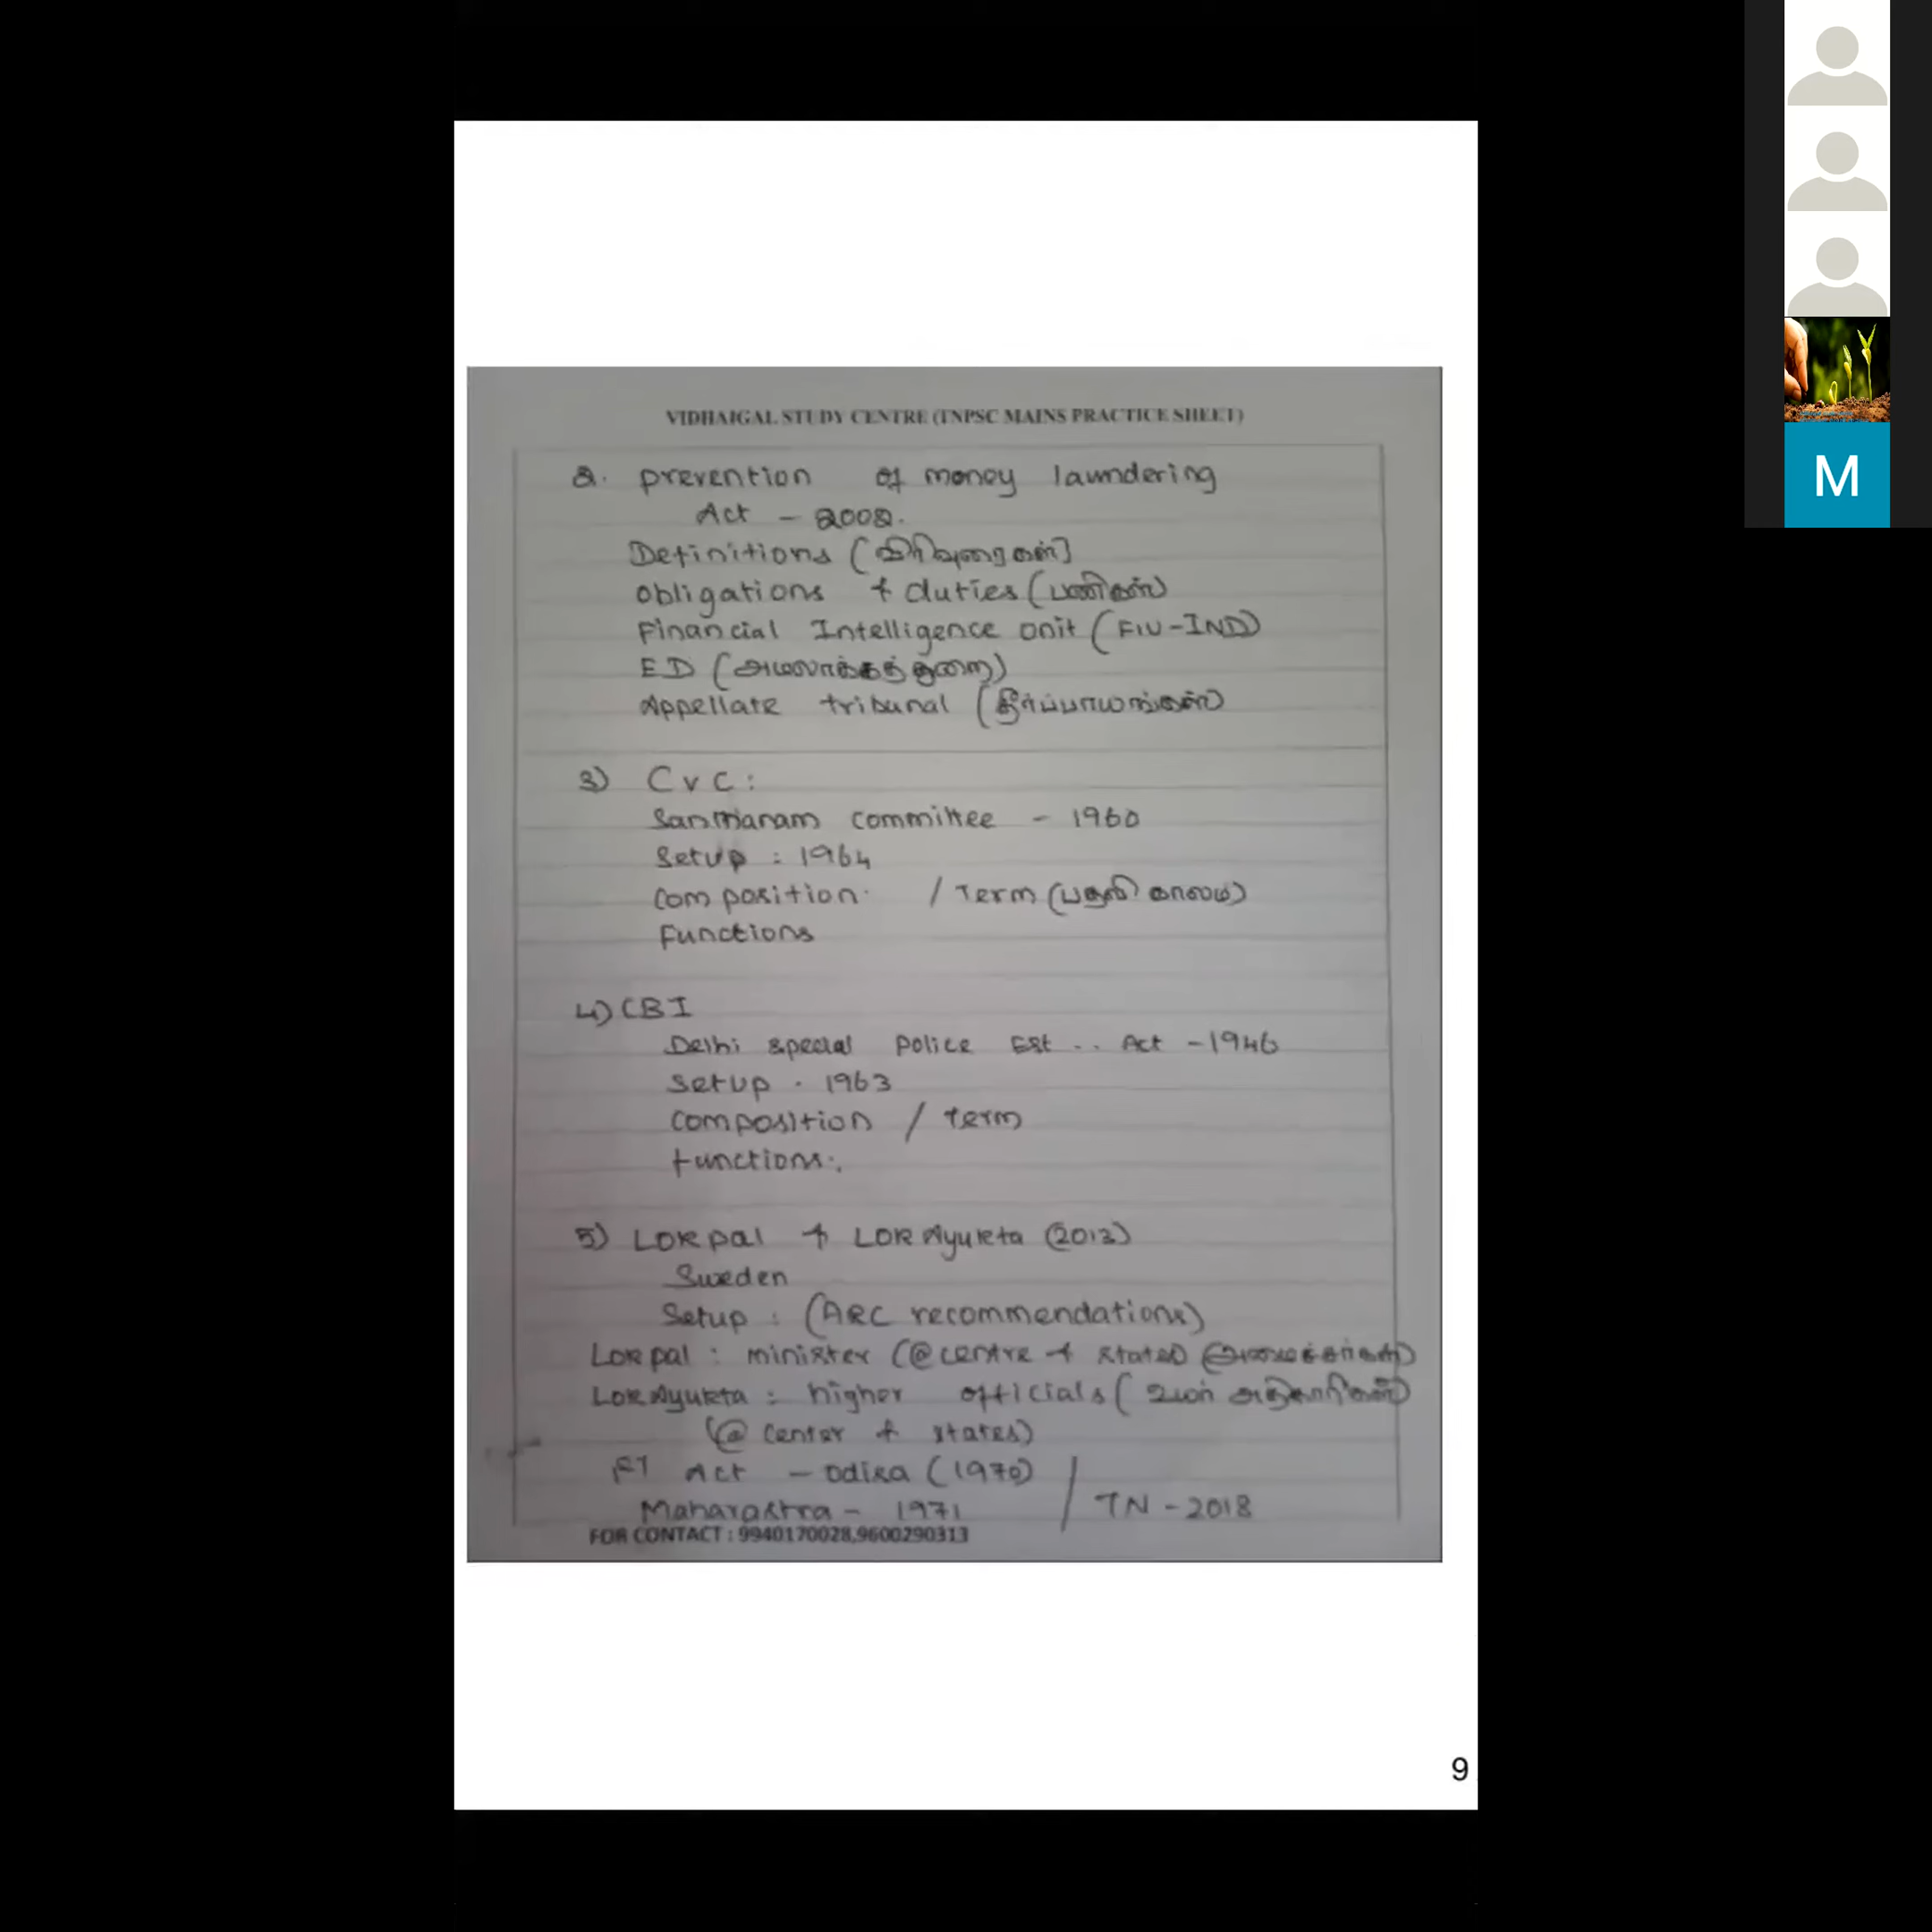 VIDHAIGAL STUDY CENTRE (TNPSC MAINS PRACTICE SHEET)
2. prevention of money laundering
Act - 2002.
Definitions (விரிவுரைகள்)
obligations & duties (பணிகள்)
Financial Intelligence Unit (FIU-IND)
ED (அமலாக்கத்துறை)
Appellate tribunal (தீர்ப்பாயங்கள்)
3) CVC:
Santhanam committee - 1960
Setup : 1964
Composition / Term (பதவி காலம்)
Functions
4) CBI
Delhi special police Est .. Act - 1946
Setup . 1963
composition / Term
functions.
5) Lokpal & LokAyukta (2013)
Sweden
Setup : (ARC recommendations)
Lokpal : minister (@ centre & states) (அமைச்சர்கள்)
LokAyukta : higher officials (உயர் அதிகாரிகள்)
(@ center & states)
Act - Odisa (1970)
Maharashtra - 1971 / TN - 2018
FOR CONTACT : 9940170028,9600290313
9
M